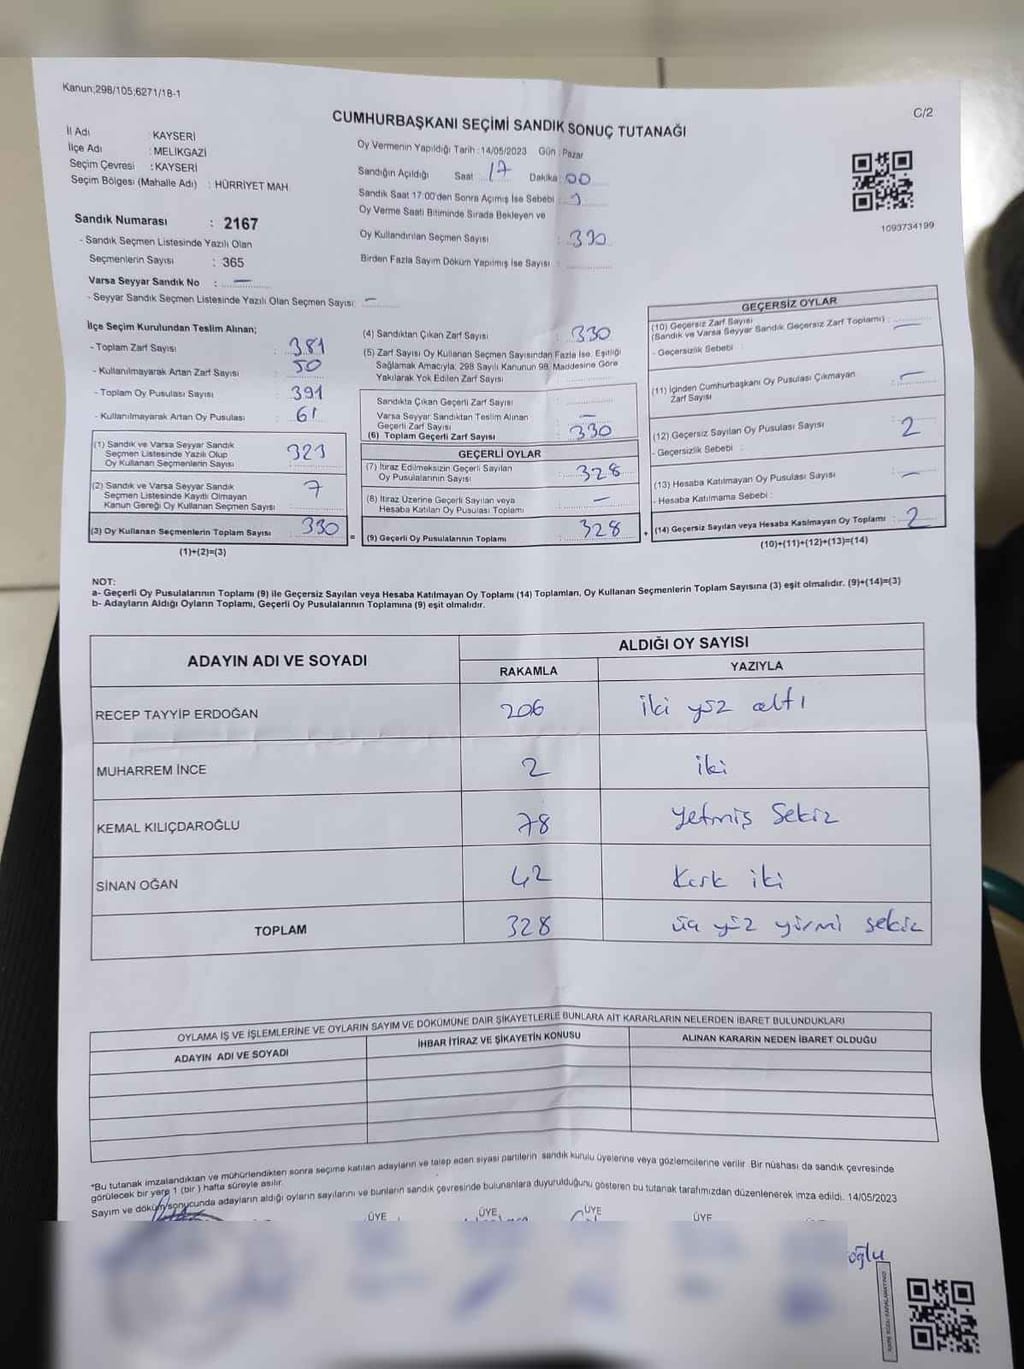 Kanun;298/105;6271/18-1
C/2
CUMHURBAŞKANI SEÇİMİ SANDIK SONUÇ TUTANAĞI
İl Adı : KAYSERİ
İlçe Adı : MELİKGAZİ
Seçim Çevresi : KAYSERİ
Seçim Bölgesi (Mahalle Adı) : HÜRRİYET MAH.
Oy Vermenin Yapıldığı Tarih : 14/05/2023 Gün : Pazar
Sandığın Açıldığı Saat 17 Dakika : 00
Sandık Saat 17:00'den Sonra Açımış İse Sebebi :
Oy Verme Saati Bitiminde Sırada Bekleyen ve
Oy Kullandırılan Seçmen Sayısı : 330
Birden Fazla Sayım Döküm Yapılmış İse Sayısı :
1093734199
Sandık Numarası : 2167
- Sandık Seçmen Listesinde Yazılı Olan
Seçmenlerin Sayısı : 365
Varsa Seyyar Sandık No : —
- Seyyar Sandık Seçmen Listesinde Yazılı Olan Seçmen Sayısı : —
İlçe Seçim Kurulundan Teslim Alınan;
- Toplam Zarf Sayısı : 381
- Kullanılmayarak Artan Zarf Sayısı : 50
- Toplam Oy Pusulası Sayısı : 391
- Kullanılmayarak Artan Oy Pusulası : 61
(1) Sandık ve Varsa Seyyar Sandık
Seçmen Listesinde Yazılı Olup
Oy Kullanan Seçmenlerin Sayısı : 323
(2) Sandık ve Varsa Seyyar Sandık
Seçmen Listesinde Kayıtlı Olmayan
Kanun Gereği Oy Kullanan Seçmen Sayısı : 7
(3) Oy Kullanan Seçmenlerin Toplam Sayısı : 330
(1)+(2)=(3)
(4) Sandıktan Çıkan Zarf Sayısı : 330
(5) Zarf Sayısı Oy Kullanan Seçmen Sayısından Fazla İse, Eşitliği
Sağlamak Amacıyla; 298 Sayılı Kanunun 98. Maddesine Göre
Yakılarak Yok Edilen Zarf Sayısı :
Sandıkta Çıkan Geçerli Zarf Sayısı :
Varsa Seyyar Sandıktan Teslim Alınan
Geçerli Zarf Sayısı : —
(6) Toplam Geçerli Zarf Sayısı : 330
GEÇERLİ OYLAR
(7) İtiraz Edilmeksizin Geçerli Sayılan
Oy Pusulalarının Sayısı : 328
(8) İtiraz Üzerine Geçerli Sayılan veya
Hesaba Katılan Oy Pusulası Toplamı : —
= (9) Geçerli Oy Pusulalarının Toplamı : 328
GEÇERSİZ OYLAR
(10) Geçersiz Zarf Sayısı
(Sandık ve Varsa Seyyar Sandık Geçersiz Zarf Toplamı) : —
- Geçersizlik Sebebi :
(11) İçinden Cumhurbaşkanı Oy Pusulası Çıkmayan
Zarf Sayısı : —
(12) Geçersiz Sayılan Oy Pusulası Sayısı : 2
- Geçersizlik Sebebi :
(13) Hesaba Katılmayan Oy Pusulası Sayısı : —
- Hesaba Katılmama Sebebi :
+ (14) Geçersiz Sayılan veya Hesaba Katılmayan Oy Toplamı : 2
(10)+(11)+(12)+(13)=(14)
NOT:
a- Geçerli Oy Pusulalarının Toplamı (9) ile Geçersiz Sayılan veya Hesaba Katılmayan Oy Toplamı (14) Toplamları, Oy Kullanan Seçmenlerin Toplam Sayısına (3) eşit olmalıdır. (9)+(14)=(3)
b- Adayların Aldığı Oyların Toplamı, Geçerli Oy Pusulalarının Toplamına (9) eşit olmalıdır.
ADAYIN ADI VE SOYADI ALDIĞI OY SAYISI
RAKAMLA YAZIYLA
RECEP TAYYİP ERDOĞAN 206 iki yüz altı
MUHARREM İNCE 2 iki
KEMAL KILIÇDAROĞLU 78 Yetmiş Sekiz
SİNAN OĞAN 42 Kırk iki
TOPLAM 328 üç yüz yirmi sekiz
OYLAMA İŞ VE İŞLEMLERİNE VE OYLARIN SAYIM VE DÖKÜMÜNE DAİR ŞİKAYETLERLE BUNLARA AİT KARARLARIN NELERDEN İBARET BULUNDUKLARI
ADAYIN ADI VE SOYADI İHBAR İTİRAZ VE ŞİKAYETİN KONUSU ALINAN KARARIN NEDEN İBARET OLDUĞU
*Bu tutanak imzalandıktan ve mühürlendikten sonra seçime katılan adayların ve talep eden siyasi partilerin sandık kurulu üyelerine veya gözlemcilerine verilir. Bir nüshası da sandık çevresinde
görülecek bir yere 1 (bir) hafta süreyle asılır.
Sayım ve döküm sonucunda adayların aldığı oyların sayılarını ve bunların sandık çevresinde bulunanlara duyurulduğunu gösteren bu tutanak tarafımızdan düzenlenerek imza edildi. 14/05/2023
ÜYE ÜYE ÜYE ÜYE
oğlu